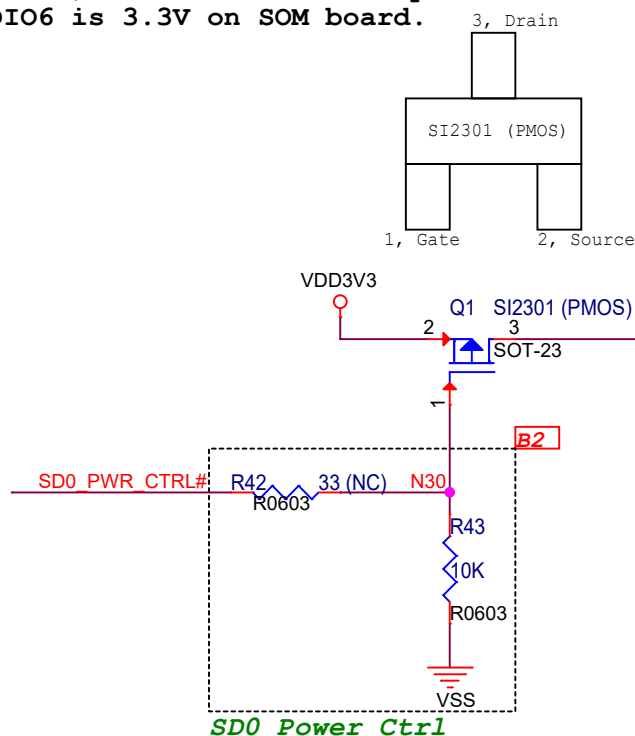 DIO6 is 3.3V on SOM board.
3, Drain
SI2301 (PMOS)
1, Gate
2, Source
VDD3V3
Q1 SI2301 (PMOS)
2
3
SOT-23
1
B2
SD0_PWR_CTRL#
R42
33 (NC)
N30
R0603
R43
10K
R0603
VSS
SD0 Power Ctrl